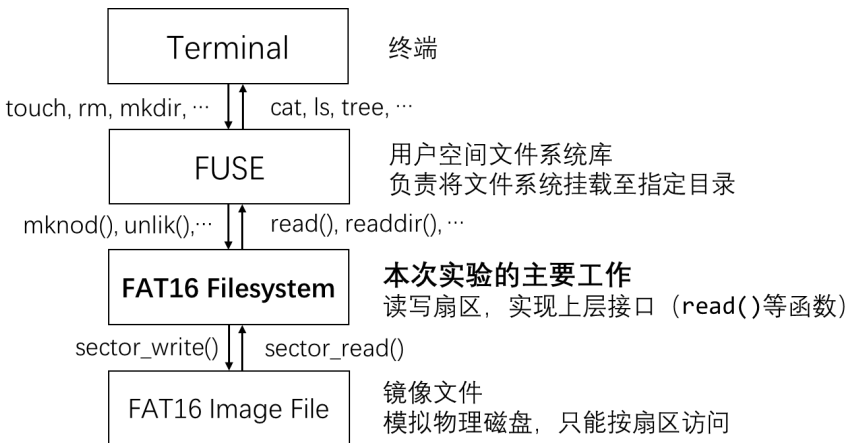 Terminal
终端
touch, rm, mkdir, ···
cat, ls, tree, ···
FUSE
用户空间文件系统库
负责将文件系统挂载至指定目录
mknod(), unlik(),···
read(), readdir(), ···
FAT16 Filesystem
本次实验的主要工作
读写扇区，实现上层接口（read()等函数）
sector_write()
sector_read()
FAT16 Image File
镜像文件
模拟物理磁盘，只能按扇区访问